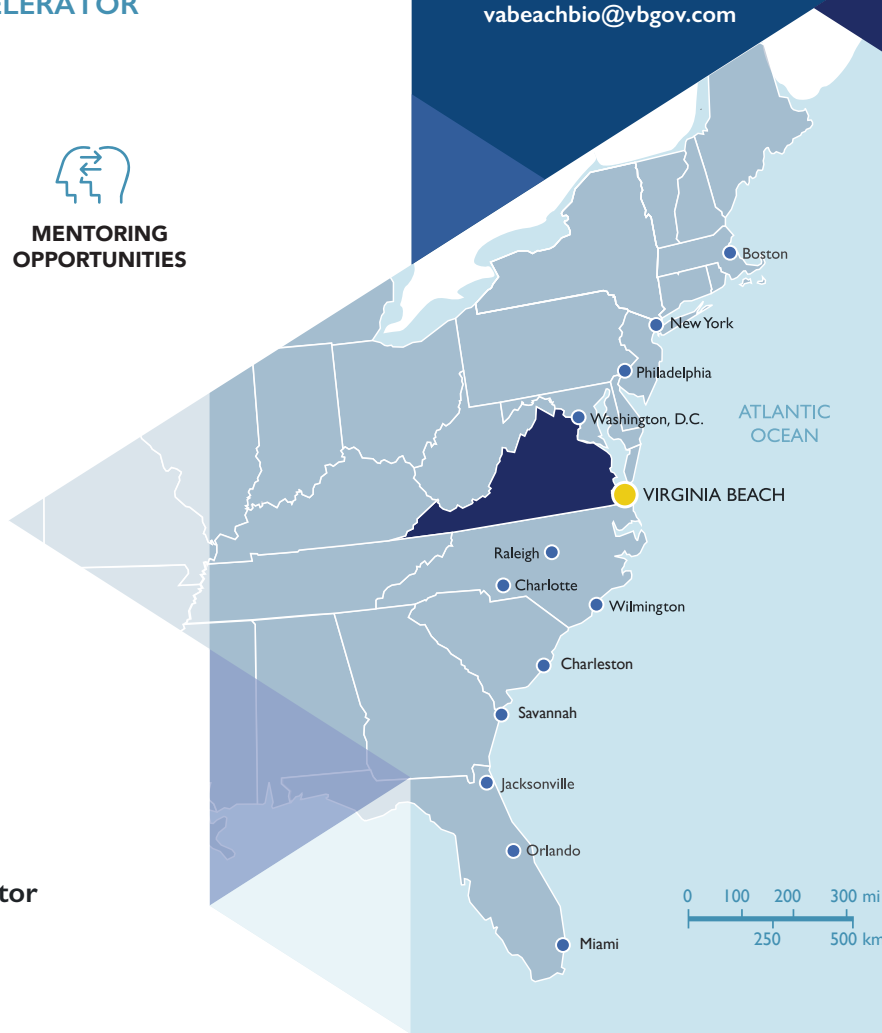 ELERATOR
vabeachbio@vbgov.com
MENTORING
OPPORTUNITIES
Boston
New York
Philadelphia
Washington, D.C.
ATLANTIC
OCEAN
VIRGINIA BEACH
Raleigh
Charlotte
Wilmington
Charleston
Savannah
Jacksonville
Orlando
tor
0 100 200 300 mi
250 500 km
Miami